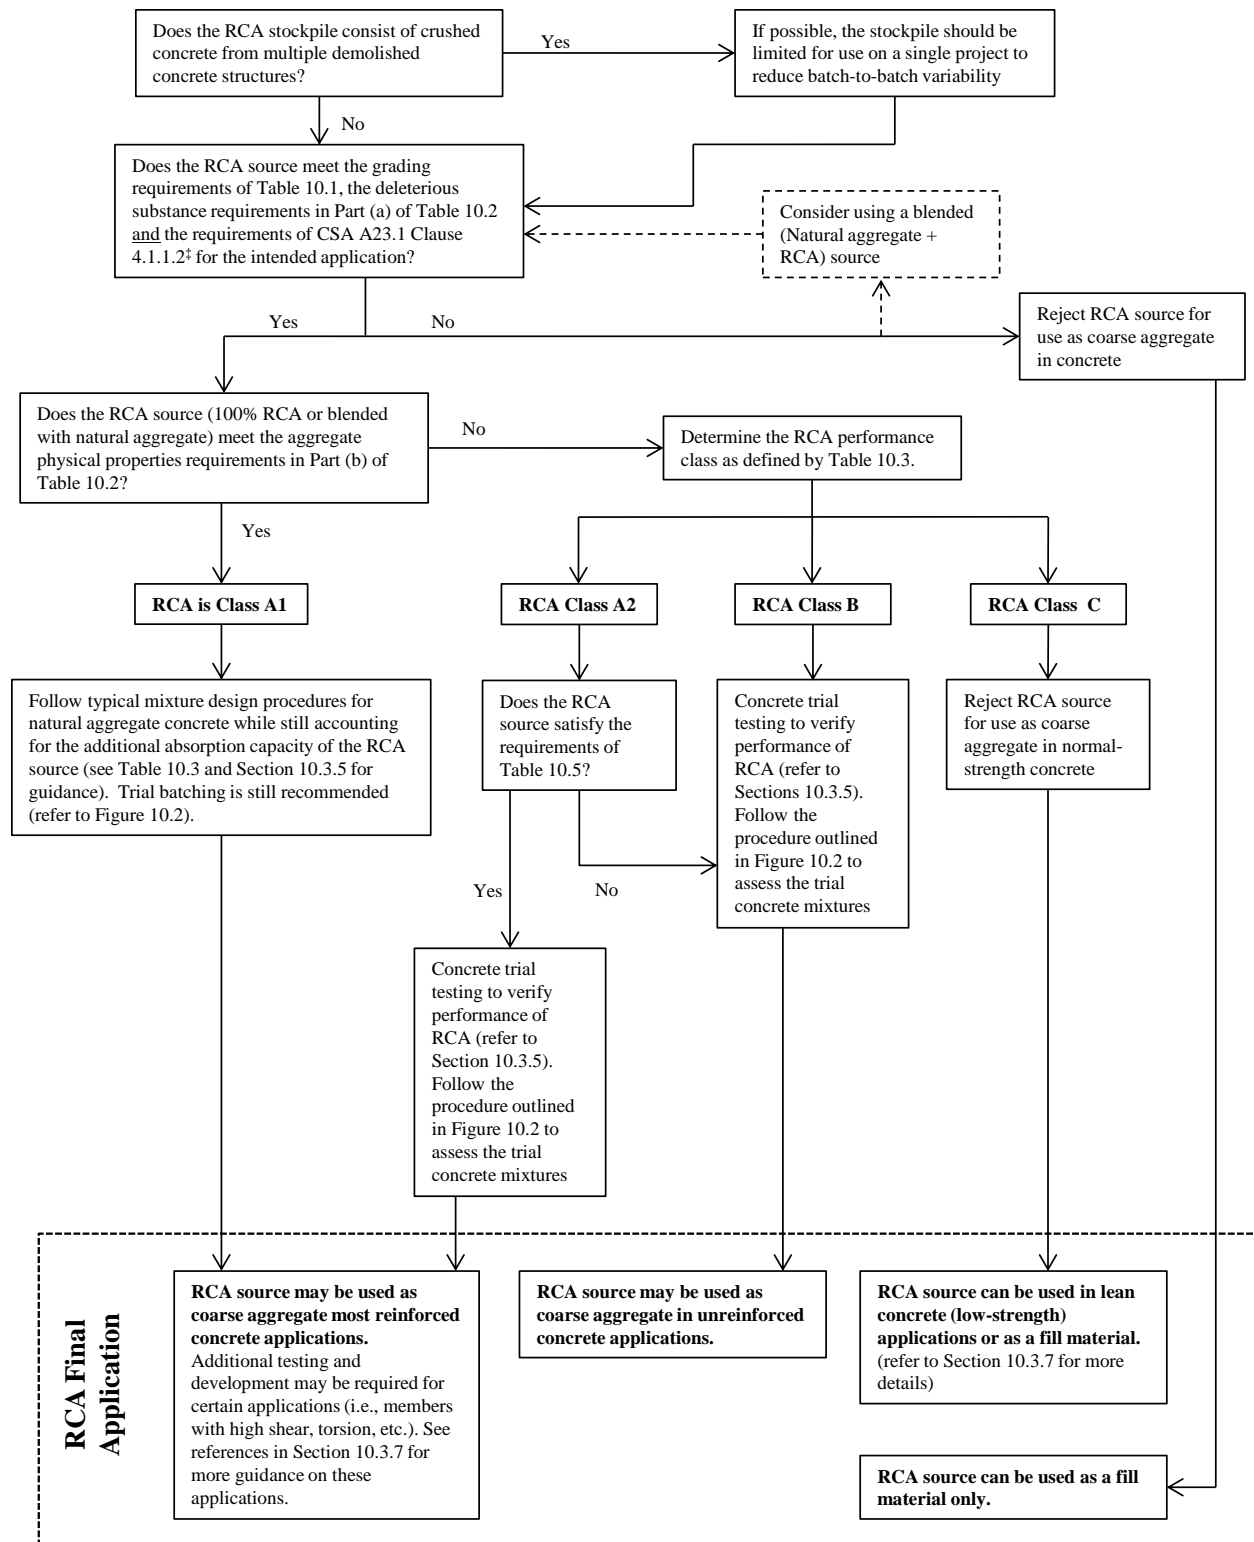 Does the RCA stockpile consist of crushed
concrete from multiple demolished
concrete structures?
Yes
If possible, the stockpile should be
limited for use on a single project to
reduce batch-to-batch variability
No
Does the RCA source meet the grading
requirements of Table 10.1, the deleterious
substance requirements in Part (a) of Table 10.2
and the requirements of CSA A23.1 Clause
4.1.1.2‡ for the intended application?
Consider using a blended
(Natural aggregate +
RCA) source
Yes
No
Reject RCA source for
use as coarse aggregate
in concrete
Does the RCA source (100% RCA or blended
with natural aggregate) meet the aggregate
physical properties requirements in Part (b) of
Table 10.2?
No
Determine the RCA performance
class as defined by Table 10.3.
Yes
RCA is Class A1
RCA Class A2
RCA Class B
RCA Class  C
Follow typical mixture design procedures for
natural aggregate concrete while still accounting
for the additional absorption capacity of the RCA
source (see Table 10.3 and Section 10.3.5 for
guidance).  Trial batching is still recommended
(refer to Figure 10.2).
Does the RCA
source satisfy the
requirements of
Table 10.5?
Concrete trial
testing to verify
performance of
RCA (refer to
Sections 10.3.5).
Follow the
procedure outlined
in Figure 10.2 to
assess the trial
concrete mixtures
Reject RCA source
for use as coarse
aggregate in normal-
strength concrete
Yes
No
Concrete trial
testing to verify
performance of
RCA (refer to
Section 10.3.5).
Follow the
procedure outlined
in Figure 10.2 to
assess the trial
concrete mixtures
RCA Final
Application
RCA source may be used as
coarse aggregate most reinforced
concrete applications.
Additional testing and
development may be required for
certain applications (i.e., members
with high shear, torsion, etc.). See
references in Section 10.3.7 for
more guidance on these
applications.
RCA source may be used as
coarse aggregate in unreinforced
concrete applications.
RCA source can be used in lean
concrete (low-strength)
applications or as a fill material.
(refer to Section 10.3.7 for more
details)
RCA source can be used as a fill
material only.